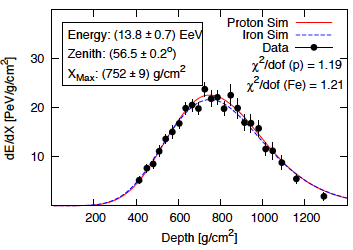 Energy: (13.8 ± 0.7) EeV
Zenith: (56.5 ± 0.2°)
XMax: (752 ± 9) g/cm²
Proton Sim
Iron Sim
Data
χ²/dof (p) = 1.19
χ²/dof (Fe) = 1.21
dE/dX [PeV/g/cm²]
30
20
10
200 400 600 800 1000 1200
Depth [g/cm²]